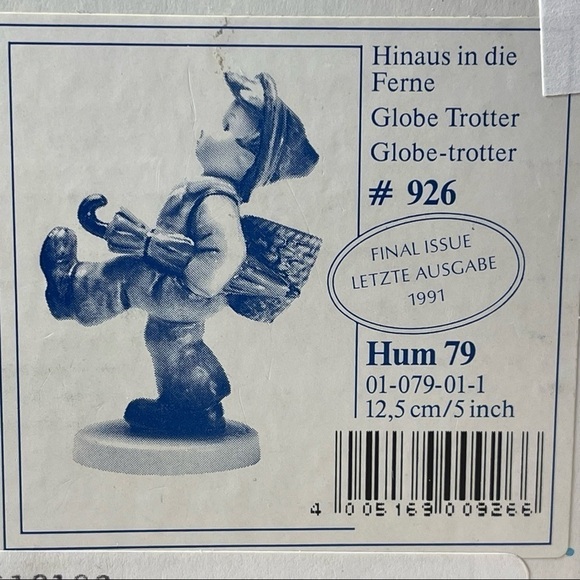 Hinaus in die
Ferne
Globe Trotter
Globe-trotter
# 926
FINAL ISSUE
LETZTE AUSGABE
1991
Hum 79
01-079-01-1
12,5 cm/5 inch
4 005169 009266